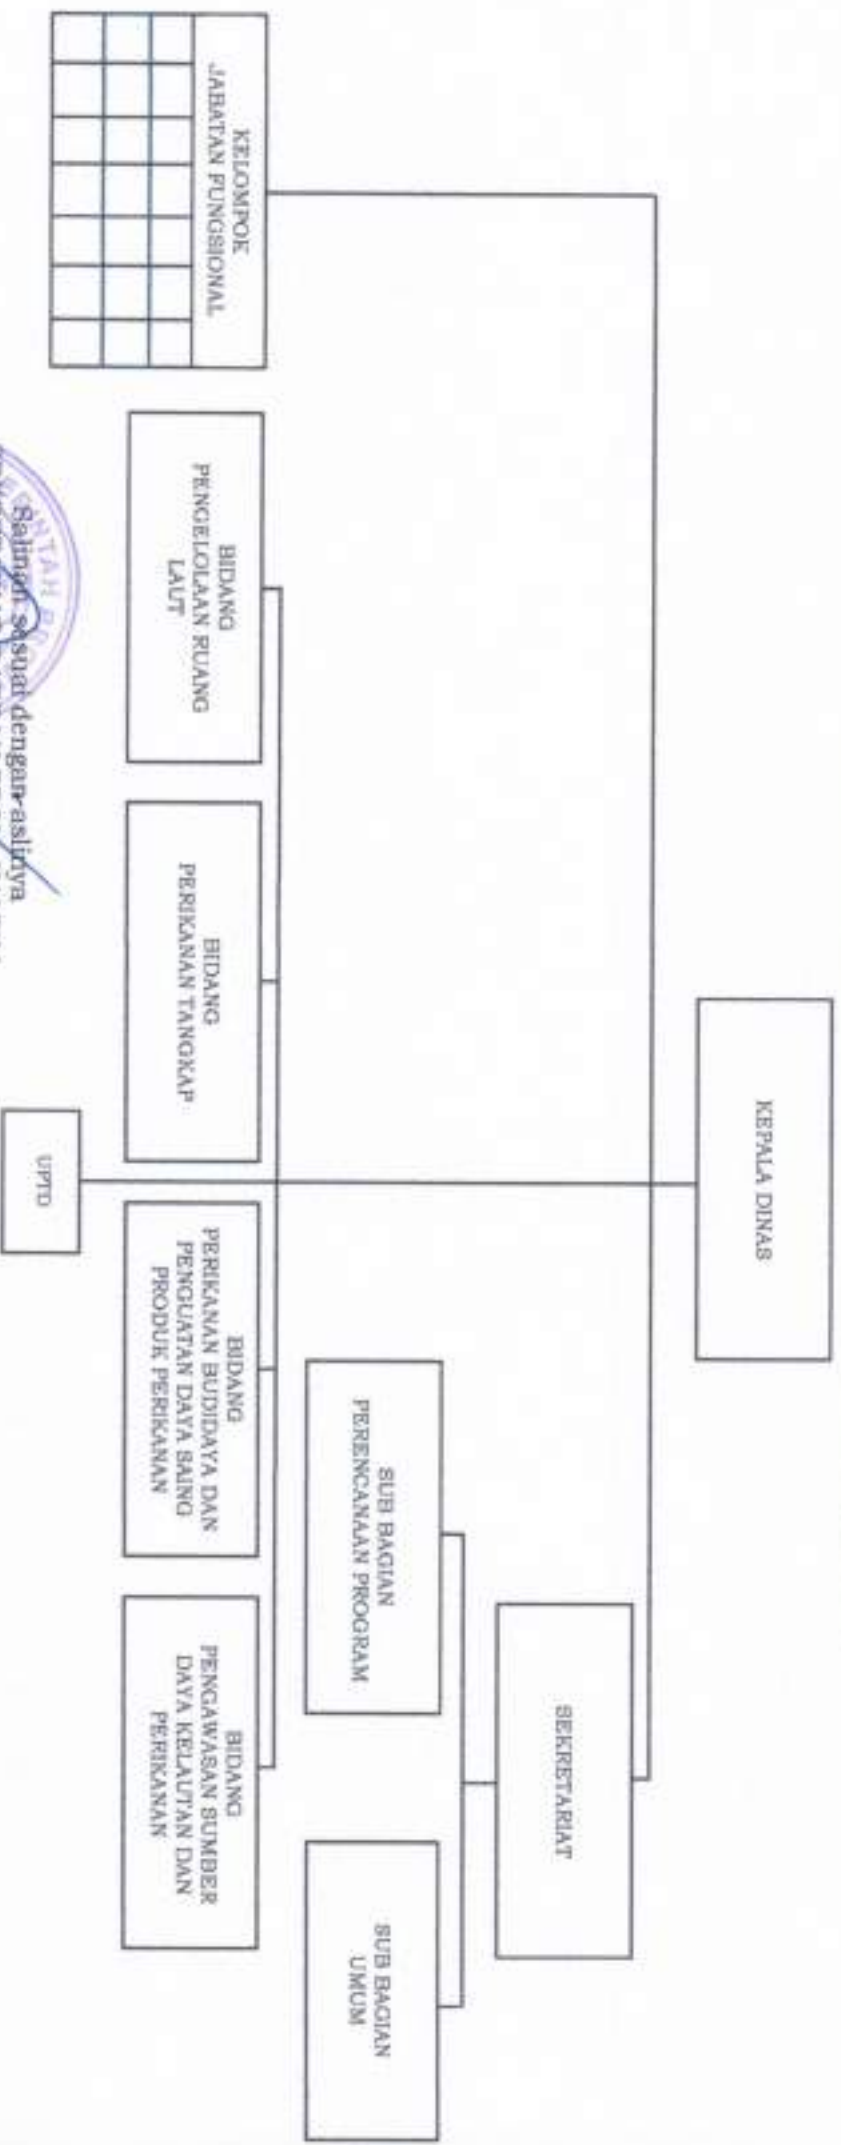 KEPALA DINAS
KELOMPOK
JABATAN FUNGSIONAL
SEKRETARIAT
SUB BAGIAN
PERENCANAAN PROGRAM
SUB BAGIAN
UMUM
BIDANG
PENGELOLAAN RUANG
LAUT
BIDANG
PERIKANAN TANGKAP
BIDANG
PERIKANAN BUDIDAYA DAN
PENGUATAN DAYA SAING
PRODUK PERIKANAN
BIDANG
PENGAWASAN SUMBER
DAYA KELAUTAN DAN
PERIKANAN
UPTD
Salinan sesuai dengan aslinya